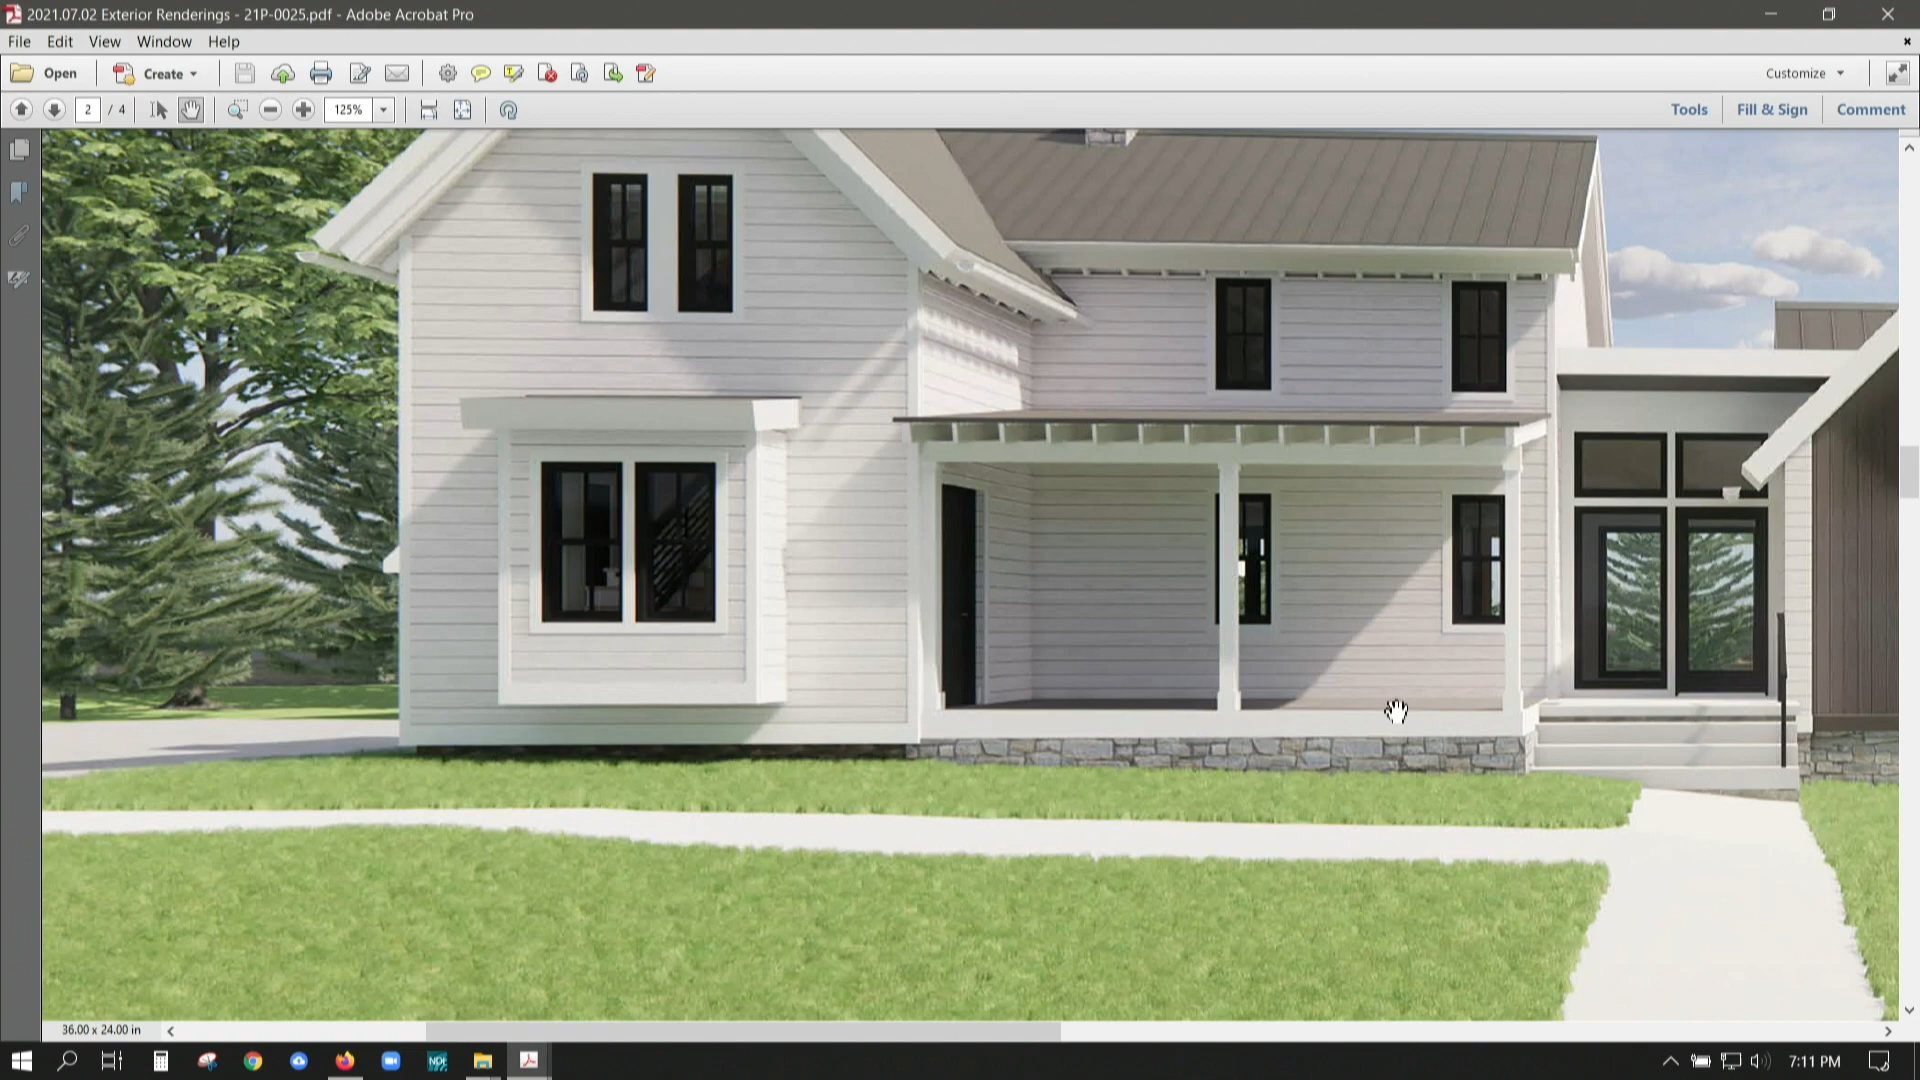 2021.07.02 Exterior Renderings - 21P-0025.pdf - Adobe Acrobat Pro
File Edit View Window Help
Open Create Customize
2 / 4 125% Tools Fill & Sign Comment
36.00 x 24.00 in
NDI 7:11 PM